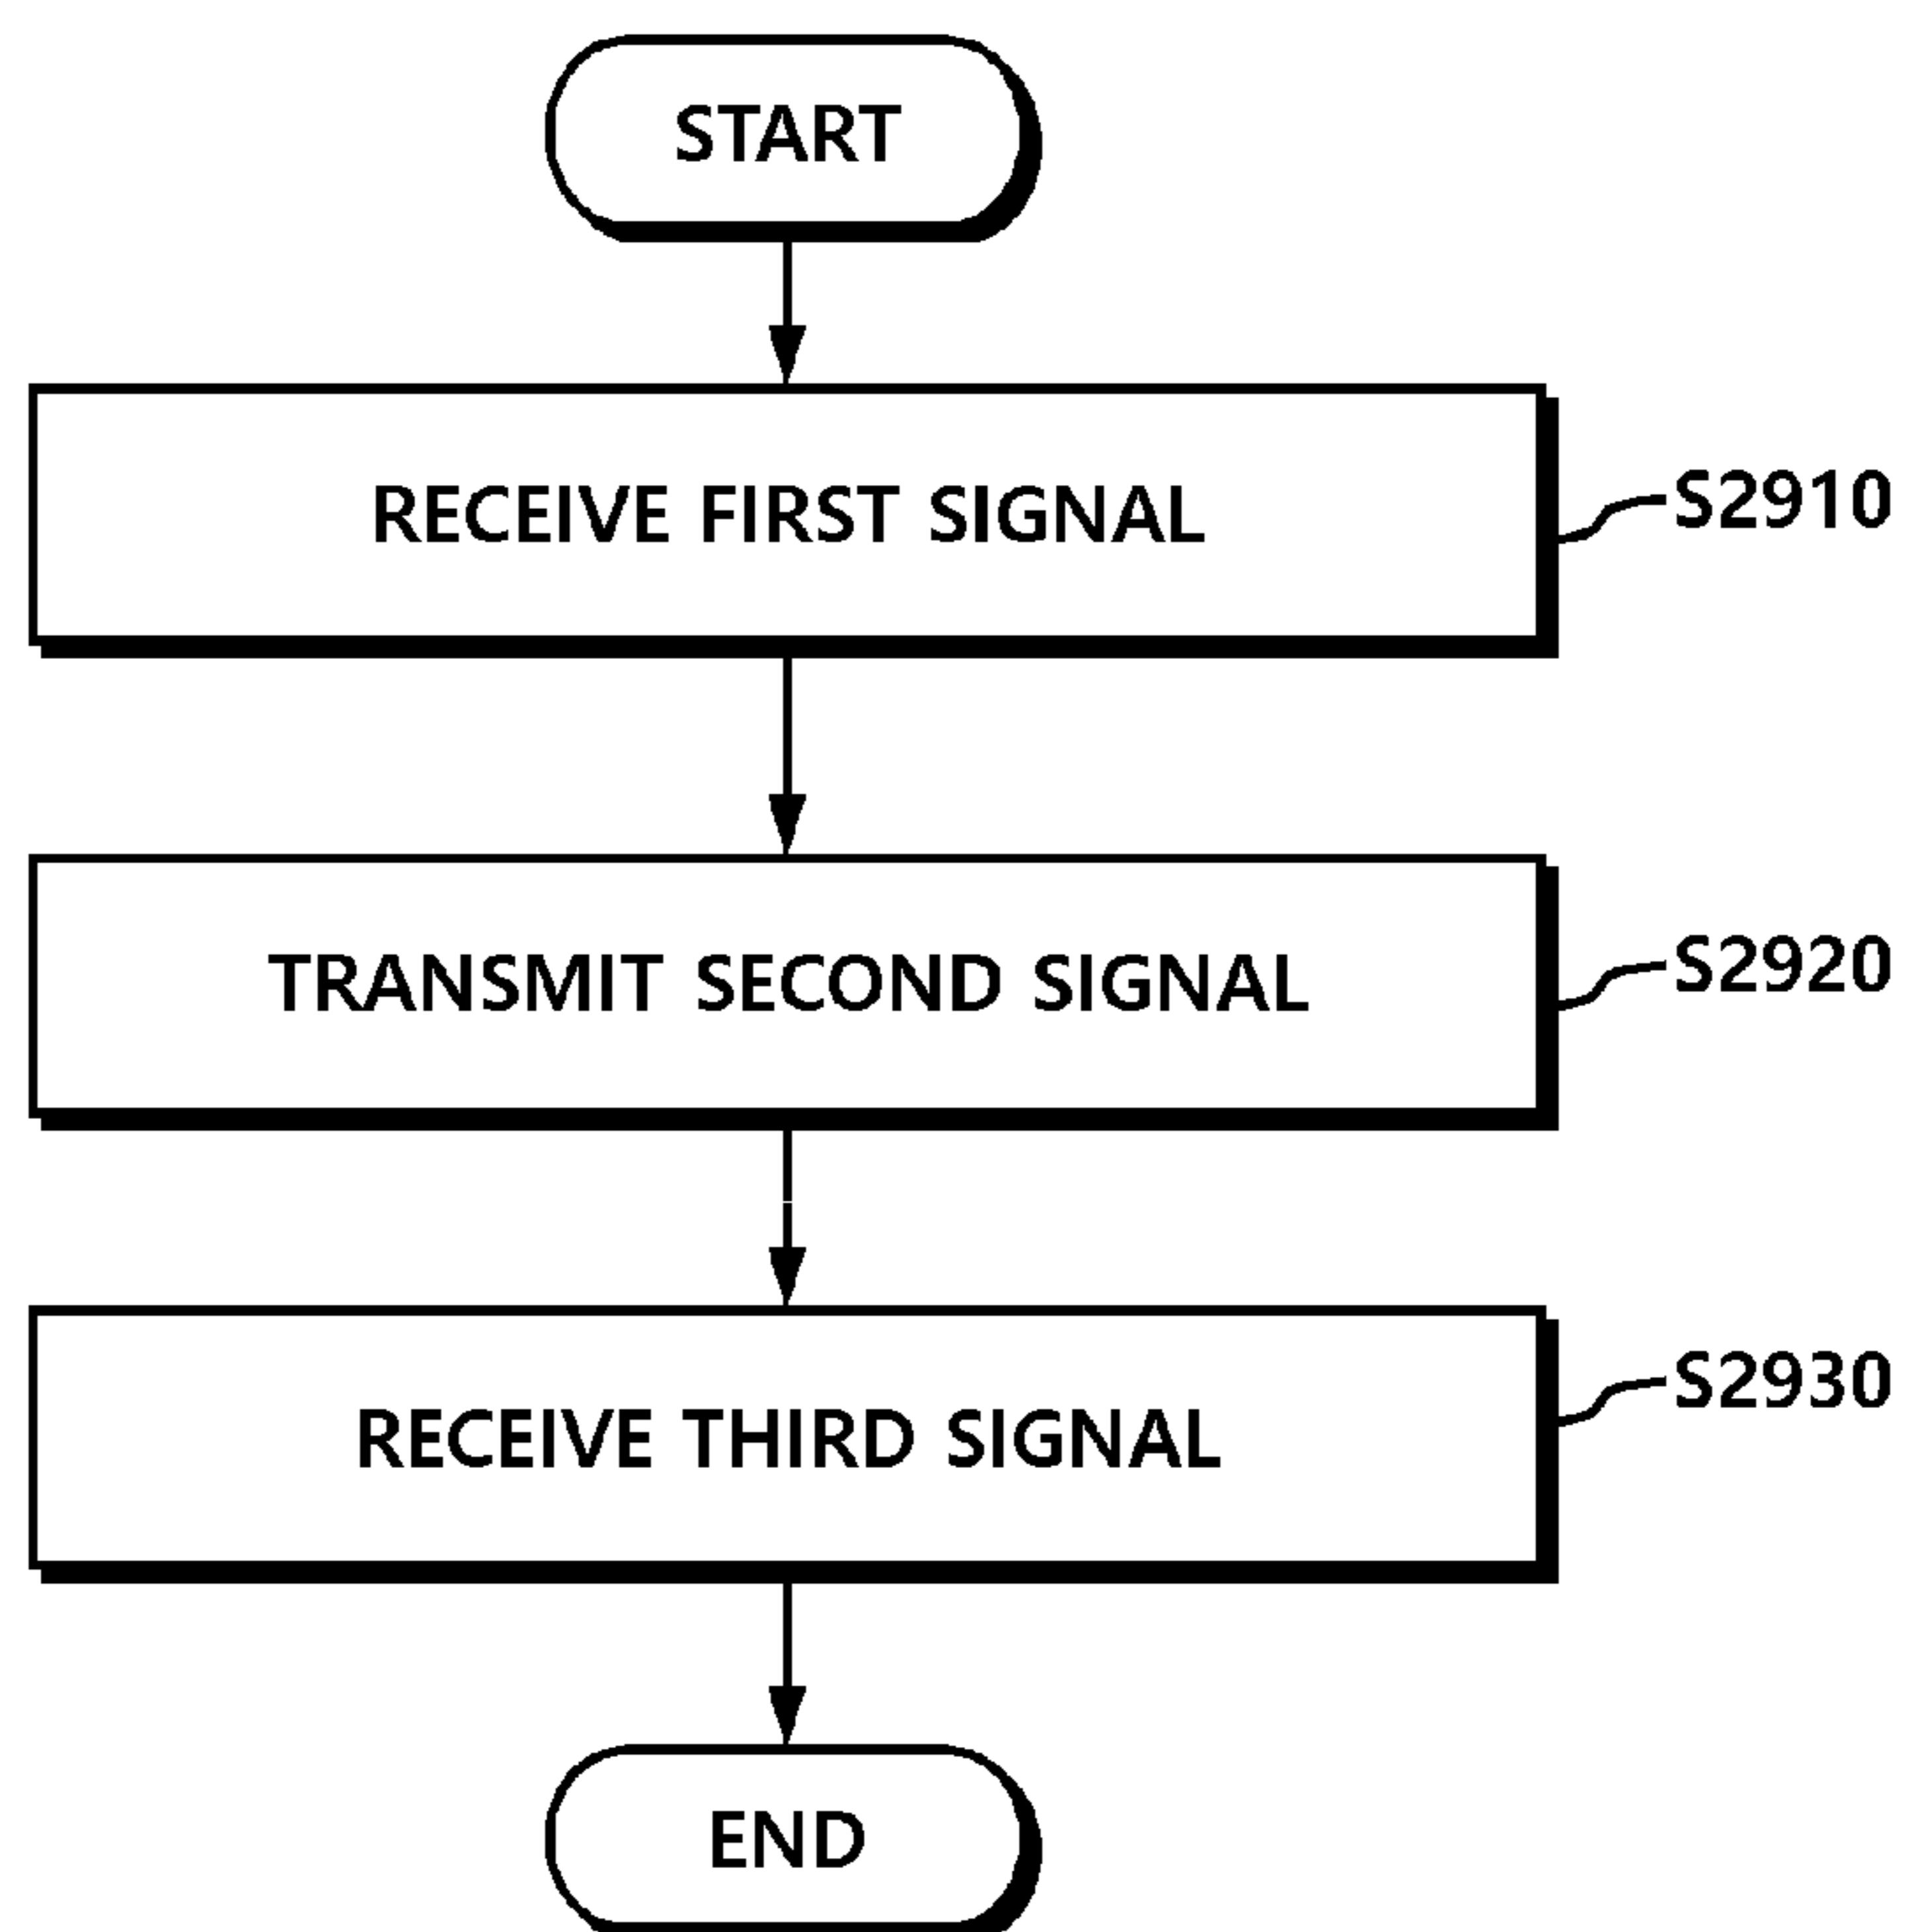 START
RECEIVE FIRST SIGNAL
S2910
TRANSMIT SECOND SIGNAL
S2920
RECEIVE THIRD SIGNAL
S2930
END